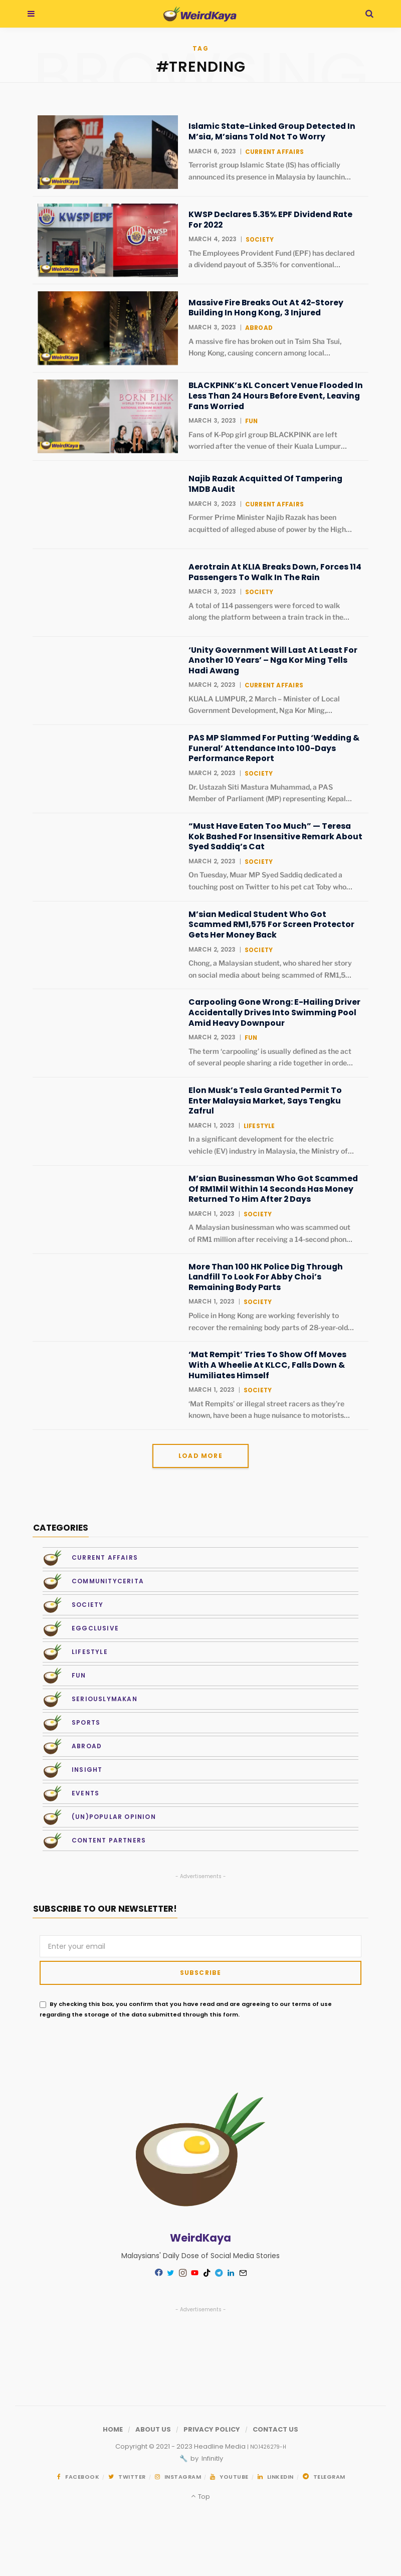 WeirdKaya
TAG
#TRENDING
WeirdKaya
Islamic State-Linked Group Detected In
M'sia, M'sians Told Not To Worry
MARCH 6, 2023 | CURRENT AFFAIRS
Terrorist group Islamic State (IS) has officially
announced its presence in Malaysia by launchin...
KWSP EPF
KWSP
EPF
WeirdKaya
KWSP Declares 5.35% EPF Dividend Rate
For 2022
MARCH 4, 2023 | SOCIETY
The Employees Provident Fund (EPF) has declared
a dividend payout of 5.35% for conventional...
WeirdKaya
Massive Fire Breaks Out At 42-Storey
Building In Hong Kong, 3 Injured
MARCH 3, 2023 | ABROAD
A massive fire has broken out in Tsim Sha Tsui,
Hong Kong, causing concern among local...
BORN PINK
WeirdKaya
BLACKPINK's KL Concert Venue Flooded In
Less Than 24 Hours Before Event, Leaving
Fans Worried
MARCH 3, 2023 | FUN
Fans of K-Pop girl group BLACKPINK are left
worried after the venue of their Kuala Lumpur...
Najib Razak Acquitted Of Tampering
1MDB Audit
MARCH 3, 2023 | CURRENT AFFAIRS
Former Prime Minister Najib Razak has been
acquitted of alleged abuse of power by the High...
Aerotrain At KLIA Breaks Down, Forces 114
Passengers To Walk In The Rain
MARCH 3, 2023 | SOCIETY
A total of 114 passengers were forced to walk
along the platform between a train track in the...
'Unity Government Will Last At Least For
Another 10 Years' – Nga Kor Ming Tells
Hadi Awang
MARCH 2, 2023 | CURRENT AFFAIRS
KUALA LUMPUR, 2 March – Minister of Local
Government Development, Nga Kor Ming,...
PAS MP Slammed For Putting 'Wedding &
Funeral' Attendance Into 100-Days
Performance Report
MARCH 2, 2023 | SOCIETY
Dr. Ustazah Siti Mastura Muhammad, a PAS
Member of Parliament (MP) representing Kepal...
"Must Have Eaten Too Much" — Teresa
Kok Bashed For Insensitive Remark About
Syed Saddiq's Cat
MARCH 2, 2023 | SOCIETY
On Tuesday, Muar MP Syed Saddiq dedicated a
touching post on Twitter to his pet cat Toby who...
M'sian Medical Student Who Got
Scammed RM1,575 For Screen Protector
Gets Her Money Back
MARCH 2, 2023 | SOCIETY
Chong, a Malaysian student, who shared her story
on social media about being scammed of RM1,5...
Carpooling Gone Wrong: E-Hailing Driver
Accidentally Drives Into Swimming Pool
Amid Heavy Downpour
MARCH 2, 2023 | FUN
The term 'carpooling' is usually defined as the act
of several people sharing a ride together in orde...
Elon Musk's Tesla Granted Permit To
Enter Malaysia Market, Says Tengku
Zafrul
MARCH 1, 2023 | LIFESTYLE
In a significant development for the electric
vehicle (EV) industry in Malaysia, the Ministry of...
M'sian Businessman Who Got Scammed
Of RM1Mil Within 14 Seconds Has Money
Returned To Him After 2 Days
MARCH 1, 2023 | SOCIETY
A Malaysian businessman who was scammed out
of RM1 million after receiving a 14-second phon...
More Than 100 HK Police Dig Through
Landfill To Look For Abby Choi's
Remaining Body Parts
MARCH 1, 2023 | SOCIETY
Police in Hong Kong are working feverishly to
recover the remaining body parts of 28-year-old...
'Mat Rempit' Tries To Show Off Moves
With A Wheelie At KLCC, Falls Down &
Humiliates Himself
MARCH 1, 2023 | SOCIETY
'Mat Rempits' or illegal street racers as they're
known, have been a huge nuisance to motorists...
LOAD MORE
CATEGORIES
CURRENT AFFAIRS
COMMUNITYCERITA
SOCIETY
EGGCLUSIVE
LIFESTYLE
FUN
SERIOUSLYMAKAN
SPORTS
ABROAD
INSIGHT
EVENTS
(UN)POPULAR OPINION
CONTENT PARTNERS
- Advertisements -
SUBSCRIBE TO OUR NEWSLETTER!
Enter your email
SUBSCRIBE
By checking this box, you confirm that you have read and are agreeing to our terms of use
regarding the storage of the data submitted through this form.
WeirdKaya
Malaysians' Daily Dose of Social Media Stories
- Advertisements -
HOME / ABOUT US / PRIVACY POLICY / CONTACT US
Copyright © 2021 - 2023 Headline Media | NO.1426279-H
by Infinitly
FACEBOOK / TWITTER / INSTAGRAM / YOUTUBE / LINKEDIN / TELEGRAM
Top